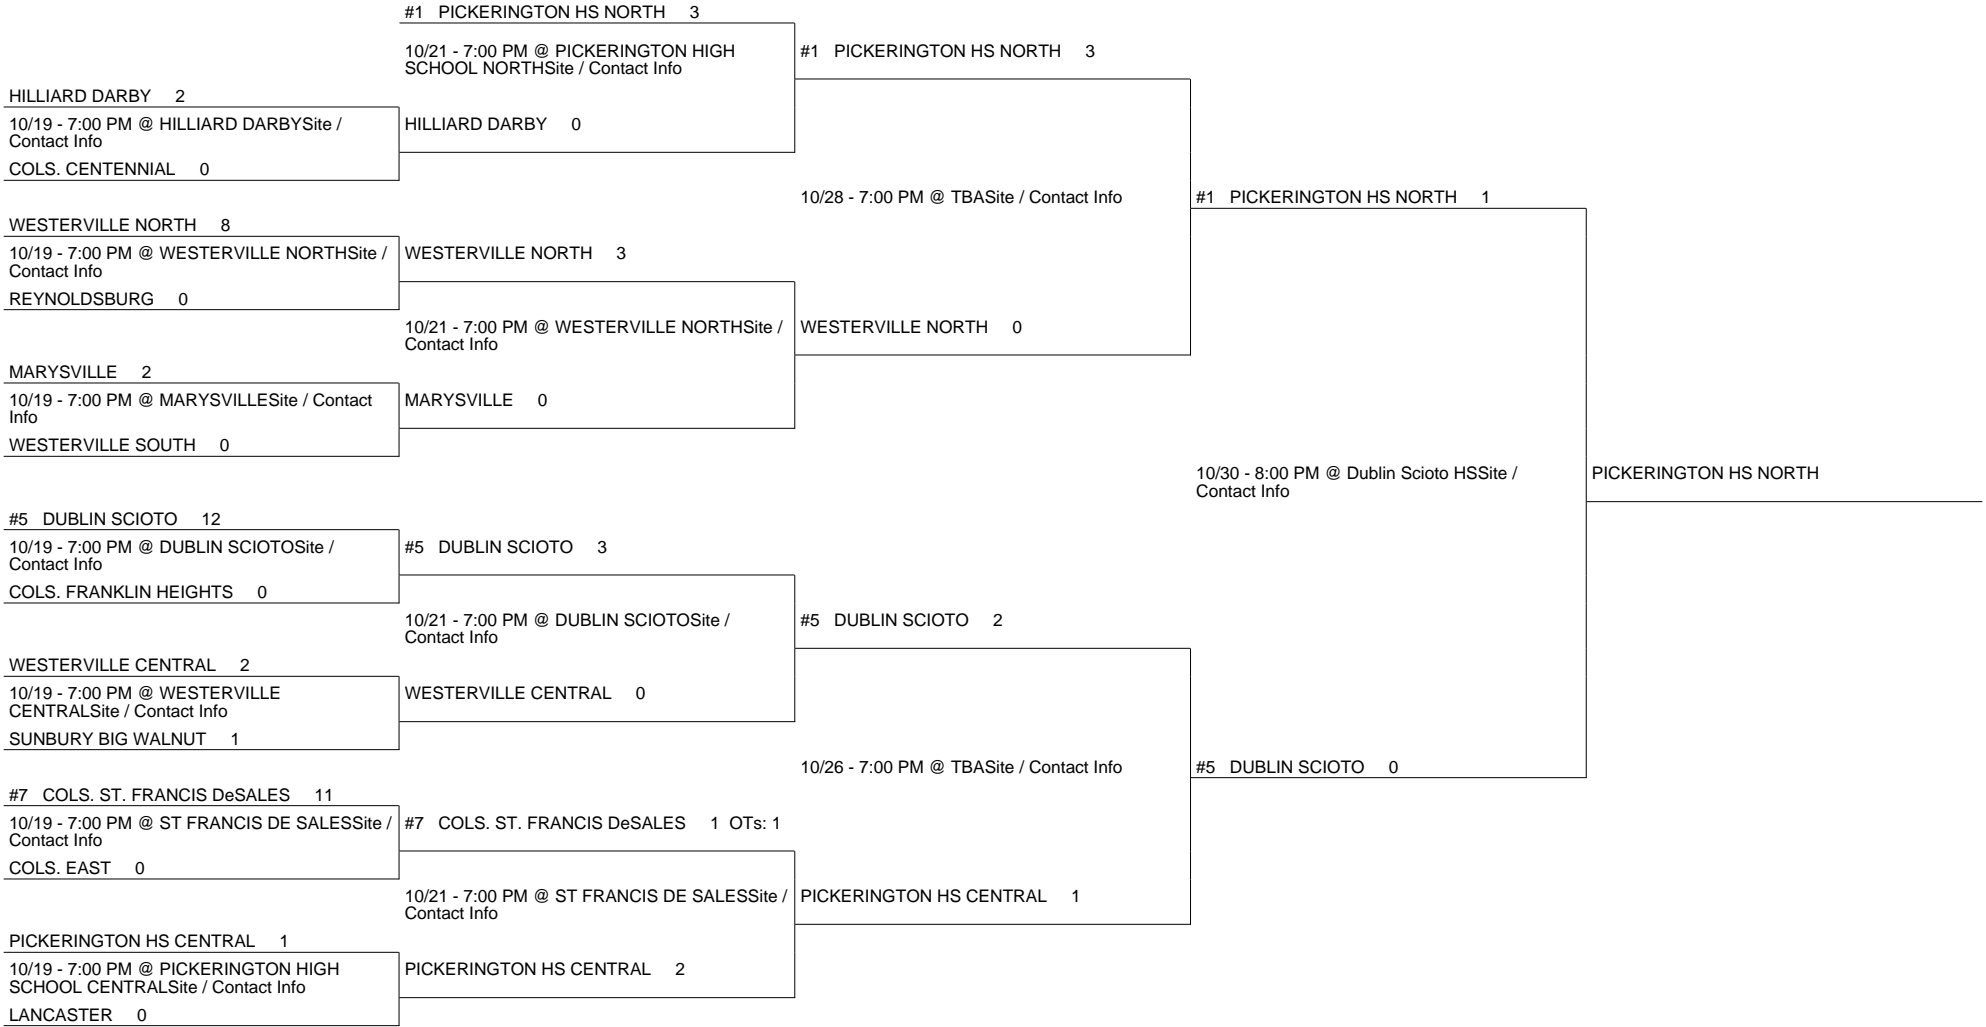 #1 PICKERINGTON HS NORTH 3
10/21 - 7:00 PM @ PICKERINGTON HIGH
SCHOOL NORTHSite / Contact Info
#1 PICKERINGTON HS NORTH 3
HILLIARD DARBY 2
10/19 - 7:00 PM @ HILLIARD DARBYSite /
Contact Info
HILLIARD DARBY 0
COLS. CENTENNIAL 0
10/28 - 7:00 PM @ TBASite / Contact Info
#1 PICKERINGTON HS NORTH 1
WESTERVILLE NORTH 8
10/19 - 7:00 PM @ WESTERVILLE NORTHSite /
Contact Info
WESTERVILLE NORTH 3
REYNOLDSBURG 0
10/21 - 7:00 PM @ WESTERVILLE NORTHSite /
Contact Info
WESTERVILLE NORTH 0
MARYSVILLE 2
10/19 - 7:00 PM @ MARYSVILLESite / Contact
Info
MARYSVILLE 0
WESTERVILLE SOUTH 0
10/30 - 8:00 PM @ Dublin Scioto HSSite /
Contact Info
PICKERINGTON HS NORTH
#5 DUBLIN SCIOTO 12
10/19 - 7:00 PM @ DUBLIN SCIOTOSite /
Contact Info
#5 DUBLIN SCIOTO 3
COLS. FRANKLIN HEIGHTS 0
10/21 - 7:00 PM @ DUBLIN SCIOTOSite /
Contact Info
#5 DUBLIN SCIOTO 2
WESTERVILLE CENTRAL 2
10/19 - 7:00 PM @ WESTERVILLE
CENTRALSite / Contact Info
WESTERVILLE CENTRAL 0
SUNBURY BIG WALNUT 1
10/26 - 7:00 PM @ TBASite / Contact Info
#5 DUBLIN SCIOTO 0
#7 COLS. ST. FRANCIS DeSALES 11
10/19 - 7:00 PM @ ST FRANCIS DE SALESSite /
Contact Info
#7 COLS. ST. FRANCIS DeSALES 1 OTs: 1
COLS. EAST 0
10/21 - 7:00 PM @ ST FRANCIS DE SALESSite /
Contact Info
PICKERINGTON HS CENTRAL 1
PICKERINGTON HS CENTRAL 1
10/19 - 7:00 PM @ PICKERINGTON HIGH
SCHOOL CENTRALSite / Contact Info
PICKERINGTON HS CENTRAL 2
LANCASTER 0